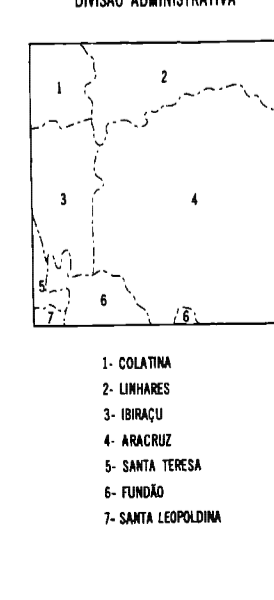 DIVISÃO ADMINISTRATIVA
1
2
3
4
5
6
6
7
1- COLATINA
2- LINHARES
3- IBIRAÇU
4- ARACRUZ
5- SANTA TERESA
6- FUNDÃO
7- SANTA LEOPOLDINA